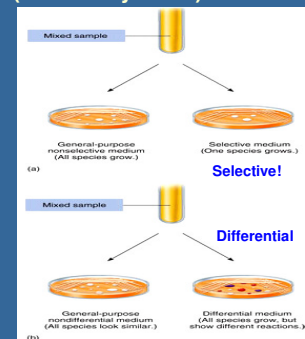 Mixed sample
General-purpose
nonselective medium
(All species grow.)
Selective medium
(One species grows.)
(a)
Selective!
Mixed sample
Differential
General-purpose
nondifferential medium
(All species look similar.)
Differential medium
(All species grow, but
show different reactions.)
(b)